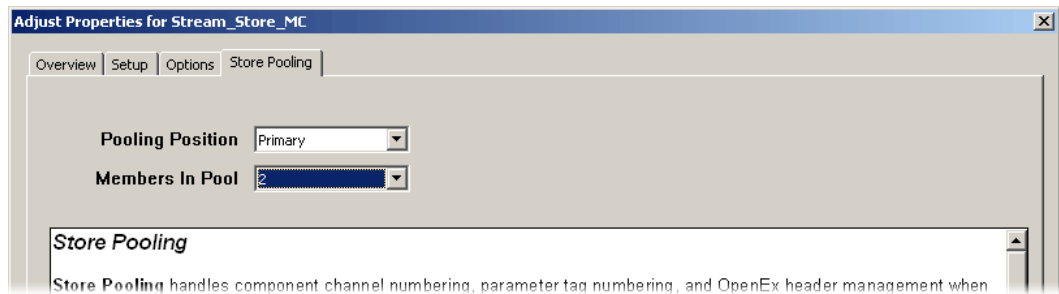 Adjust Properties for Stream_Store_MC
Overview Setup Options Store Pooling
Pooling Position Primary
Members In Pool 2
Store Pooling
Store Pooling handles component channel numbering, parameter tag numbering, and OpenEx header management when